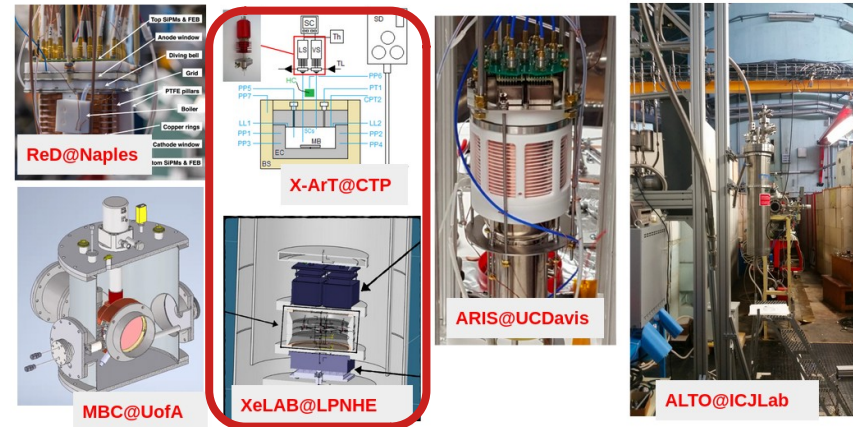 Top SiPMs & FEB
Anode window
Diving bell
Grid
PTFE pillars
Boiler
Copper rings
Cathode window
tom SiPMs & FEB
ReD@Naples
SC
SD
Th
LS
VS
TL
HC
PP6
PP5
PT1
PP7
CPT2
LL1
LL2
SCs
PP1
PP2
MB
PP3
PP4
EC
BS
X-ArT@CTP
MBC@UofA
XeLAB@LPNHE
ARIS@UCDavis
ALTO@ICJLab